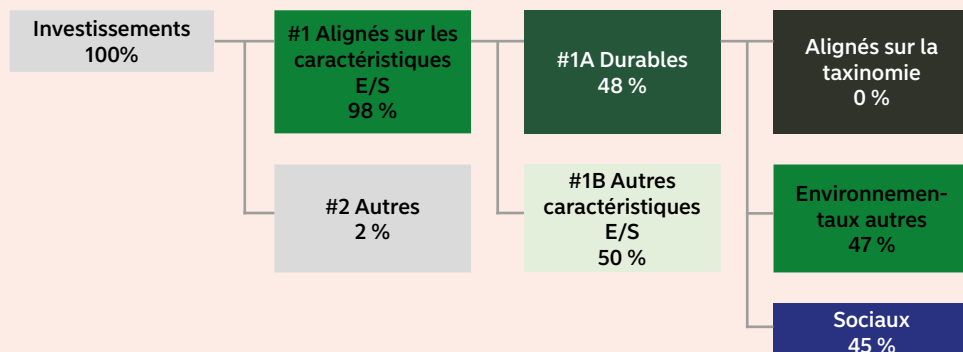 Investissements
100%
#1 Alignés sur les
caractéristiques
E/S
98 %
#1A Durables
48 %
Alignés sur la
taxinomie
0 %
#2 Autres
2 %
#1B Autres
caractéristiques
E/S
50 %
Environnemen-
taux autres
47 %
Sociaux
45 %